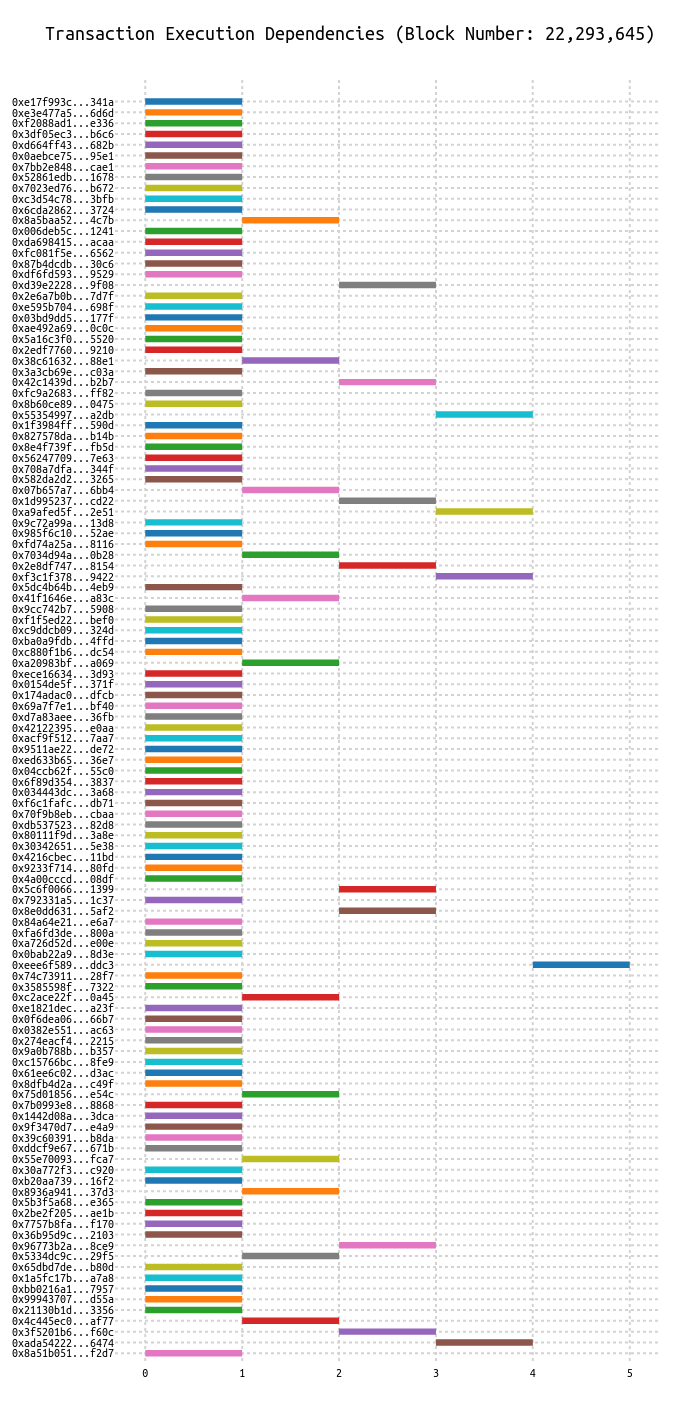 Transaction Execution Dependencies (Block Number: 22,293,645)
0xe17f993c...341a
0xe3e477a5...6d6d
0xf2088ad1...e336
0x3df05ec3...b6c6
0xd664ff43...682b
0x0aebce75...95e1
0x7bb2e848...cae1
0x52861edb...1678
0x7023ed76...b672
0xc3d54c78...3bfb
0x6cda2862...3724
0x8a5baa52...4c7b
0x006deb5c...1241
0xda698415...acaa
0xfc081f5e...6562
0x87b4dcdb...30c6
0xdf6fd593...9529
0xd39e2228...9f08
0x2e6a7b0b...7d7f
0xe595b704...698f
0x03bd9dd5...177f
0xae492a69...0c0c
0x5a16c3f0...5520
0x2edf7760...9210
0x38c61632...88e1
0x3a3cb69e...c03a
0x42c1439d...b2b7
0xfc9a2683...ff82
0x8b60ce89...0475
0x55354997...a2db
0x1f3984ff...590d
0x827578da...b14b
0x8e4f739f...fb5d
0x56247709...7e63
0x708a7dfa...344f
0x582da2d2...3265
0x07b657a7...6bb4
0x1d995237...cd22
0xa9afed5f...2e51
0x9c72a99a...13d8
0x985f6c10...52ae
0xfd74a25a...8116
0x7034d94a...0b28
0x2e8df747...8154
0xf3c1f378...9422
0x5dc4b64b...4eb9
0x41f1646e...a83c
0x9cc742b7...5908
0xf1f5ed22...bef0
0xc9ddcb09...324d
0xba0a9fdb...4ffd
0xc880f1b6...dc54
0xa20983bf...a069
0xece16634...3d93
0x0154de5f...371f
0x174adac0...dfcb
0x69a7f7e1...bf40
0xd7a83aee...36fb
0x42122395...e0aa
0xacf9f512...7aa7
0x9511ae22...de72
0xed633b65...36e7
0x04ccb62f...55c0
0x6f89d354...3837
0x034443dc...3a68
0xf6c1fafc...db71
0x70f9b8eb...cbaa
0xdb537523...82d8
0x80111f9d...3a8e
0x30342651...5e38
0x4216cbec...11bd
0x9233f714...80fd
0x4a00cccd...08df
0x5c6f0066...1399
0x792331a5...1c37
0x8e0dd631...5af2
0x84a64e21...e6a7
0xfa6fd3de...800a
0xa726d52d...e00e
0x0bab22a9...8d3e
0xeee6f589...ddc3
0x74c73911...28f7
0x3585598f...7322
0xc2ace22f...0a45
0xe1821dec...a23f
0x0f6dea06...66b7
0x0382e551...ac63
0x274eacf4...2215
0x9a0b788b...b357
0xc15766bc...8fe9
0x61ee6c02...d3ac
0x8dfb4d2a...c49f
0x75d01856...e54c
0x7b0993e8...8868
0x1442d08a...3dca
0x9f3470d7...e4a9
0x39c60391...b8da
0xddcf9e67...671b
0x55e70093...fca7
0x30a772f3...c920
0xb20aa739...16f2
0x8936a941...37d3
0x5b3f5a68...e365
0x2be2f205...ae1b
0x7757b8fa...f170
0x36b95d9c...2103
0x96773b2a...8ce9
0x5334dc9c...29f5
0x65dbd7de...b80d
0x1a5fc17b...a7a8
0xbb0216a1...7957
0x99943707...d55a
0x21130b1d...3356
0x4c445ec0...af77
0x3f5201b6...f60c
0xada54222...6474
0x8a51b051...f2d7
0 1 2 3 4 5